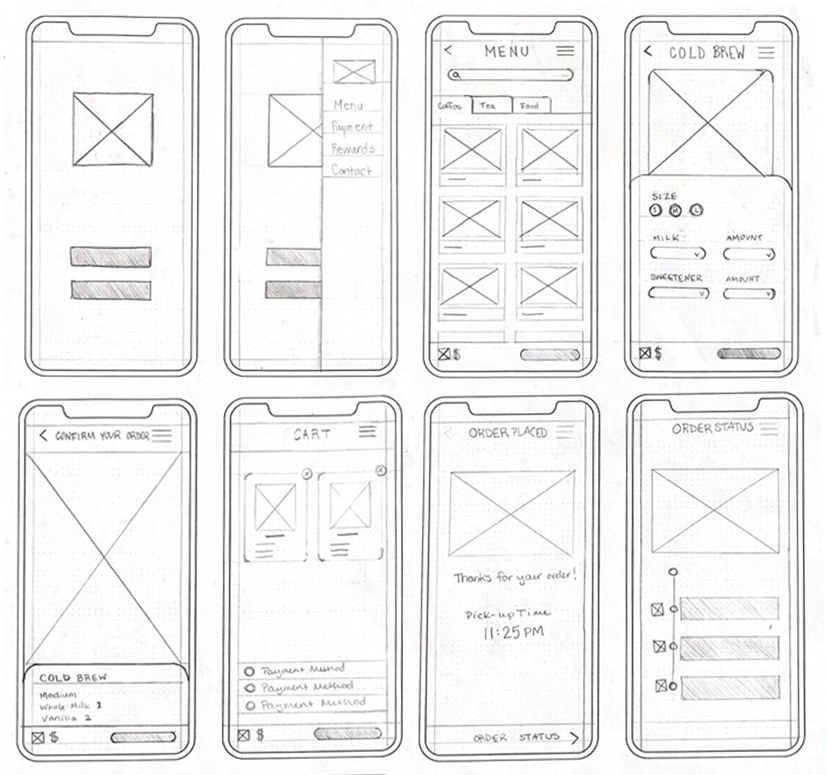 Menu
Payment
Rewards
Contact
< MENU
Coffee Tea Food
$
< COLD BREW
SIZE
S M L
MILK AMOUNT
SWEETENER AMOUNT
$
< CONFIRM YOUR ORDER
COLD BREW
Medium
Whole Milk 1
Vanilla 2
$
CART
Payment Method
Payment Method
Payment Method
$
< ORDER PLACED
Thanks for your order!
Pick-up Time
11:25 PM
ORDER STATUS >
ORDER STATUS